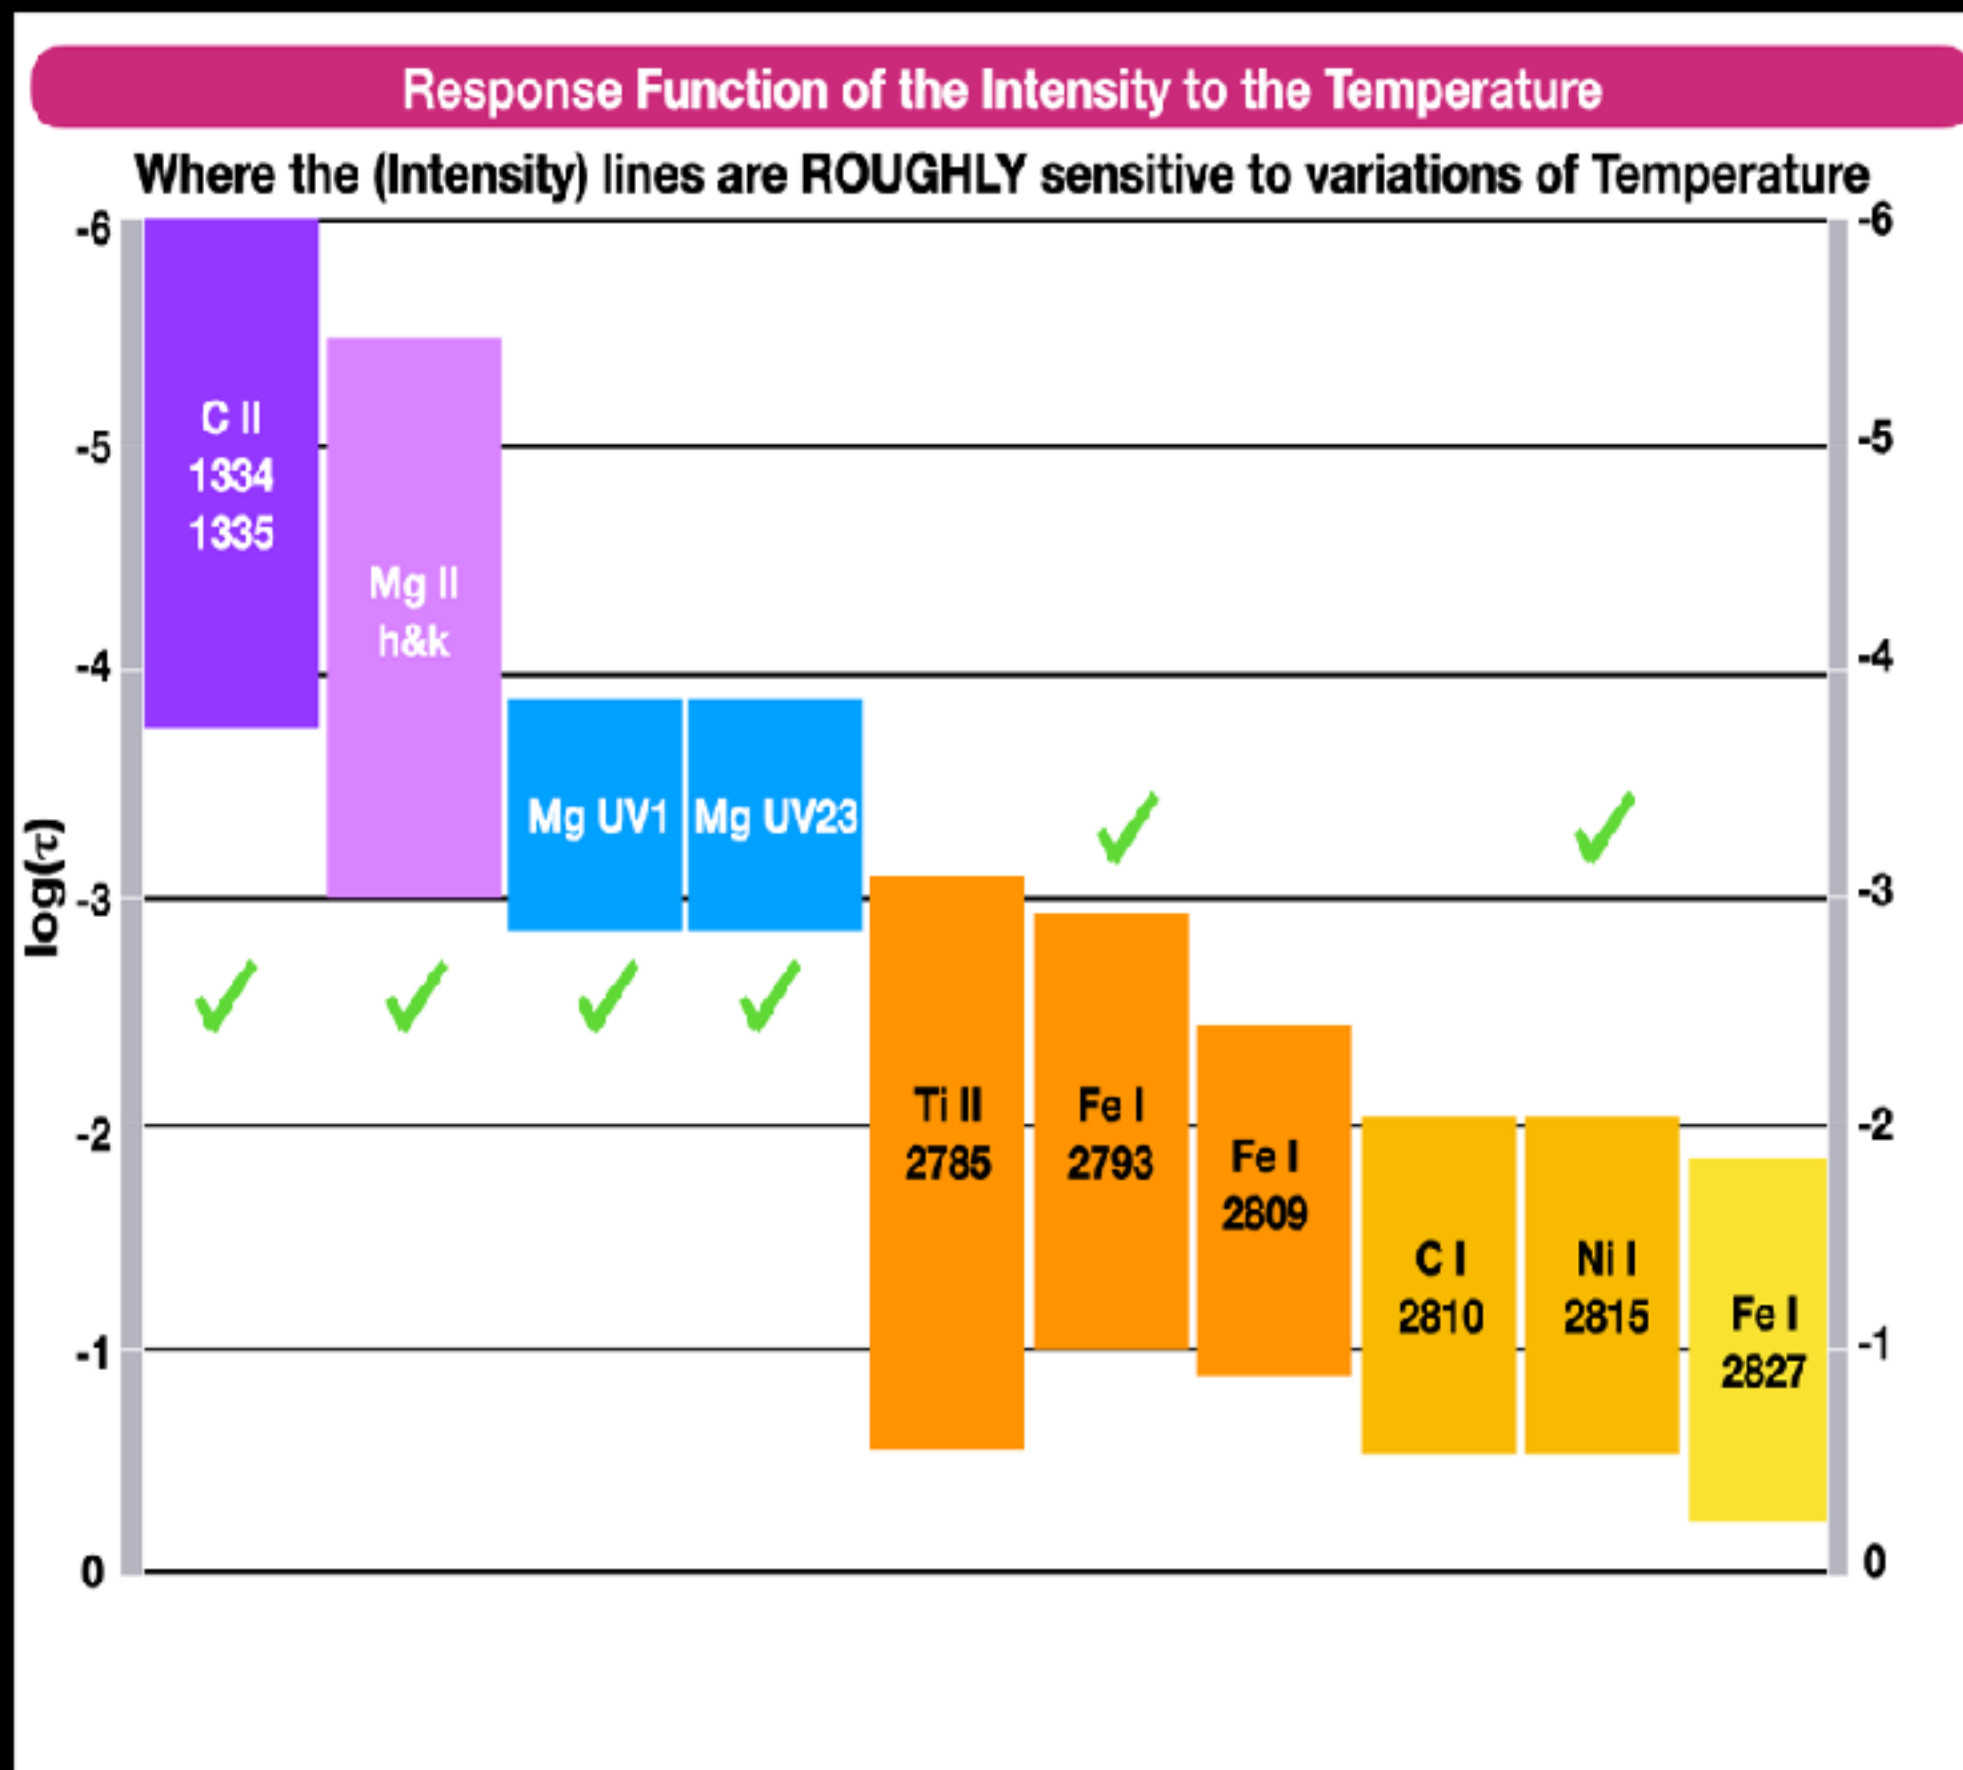 Response Function of the Intensity to the Temperature
Where the (Intensity) lines are ROUGHLY sensitive to variations of Temperature
-6
-5
-4
-3
-2
-1
0
log(τ)
C II
1334
1335
Mg II
h&k
Mg UV1
Mg UV23
Ti II
2785
Fe I
2793
Fe I
2809
C I
2810
Ni I
2815
Fe I
2827
-6
-5
-4
-3
-2
-1
0